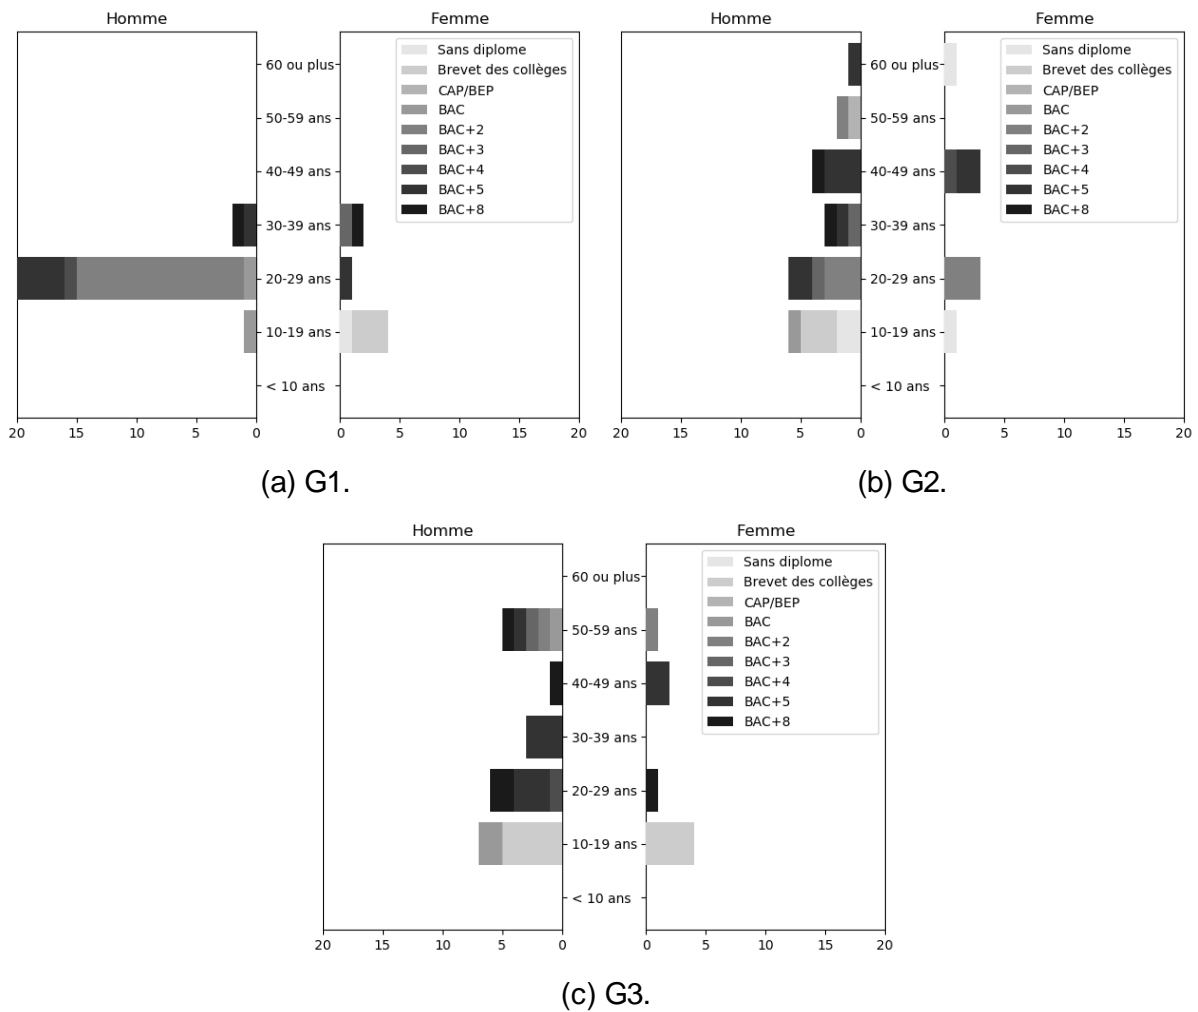 Homme
Femme
60 ou plus
50-59 ans
40-49 ans
30-39 ans
20-29 ans
10-19 ans
< 10 ans
Sans diplome
Brevet des collèges
CAP/BEP
BAC
BAC+2
BAC+3
BAC+4
BAC+5
BAC+8
20 15 10 5 0
0 5 10 15 20
(a) G1.
Homme
Femme
60 ou plus
50-59 ans
40-49 ans
30-39 ans
20-29 ans
10-19 ans
< 10 ans
Sans diplome
Brevet des collèges
CAP/BEP
BAC
BAC+2
BAC+3
BAC+4
BAC+5
BAC+8
20 15 10 5 0
0 5 10 15 20
(b) G2.
Homme
Femme
60 ou plus
50-59 ans
40-49 ans
30-39 ans
20-29 ans
10-19 ans
< 10 ans
Sans diplome
Brevet des collèges
CAP/BEP
BAC
BAC+2
BAC+3
BAC+4
BAC+5
BAC+8
20 15 10 5 0
0 5 10 15 20
(c) G3.